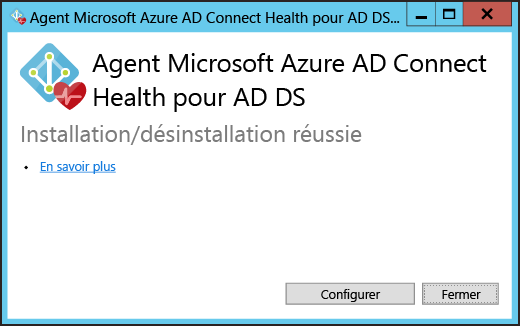 Agent Microsoft Azure AD Connect Health pour AD DS...
Agent Microsoft Azure AD Connect
Health pour AD DS
Installation/désinstallation réussie
• En savoir plus
Configurer
Fermer